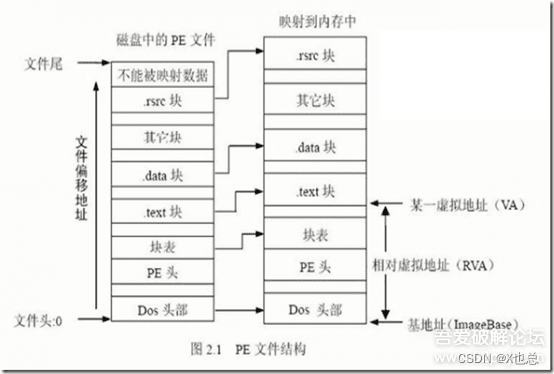 磁盘中的 PE 文件
映射到内存中
文件尾
不能被映射数据
.rsrc 块
其它块
.data 块
.text 块
块表
PE 头
Dos 头部
文件偏移地址
文件头:0
.rsrc 块
其它块
.data 块
.text 块
块表
PE 头
Dos 头部
某一虚拟地址（VA）
相对虚拟地址（RVA）
基地址(ImageBase)
图 2.1 PE 文件结构
吾爱破解论坛
CSDN @X也总